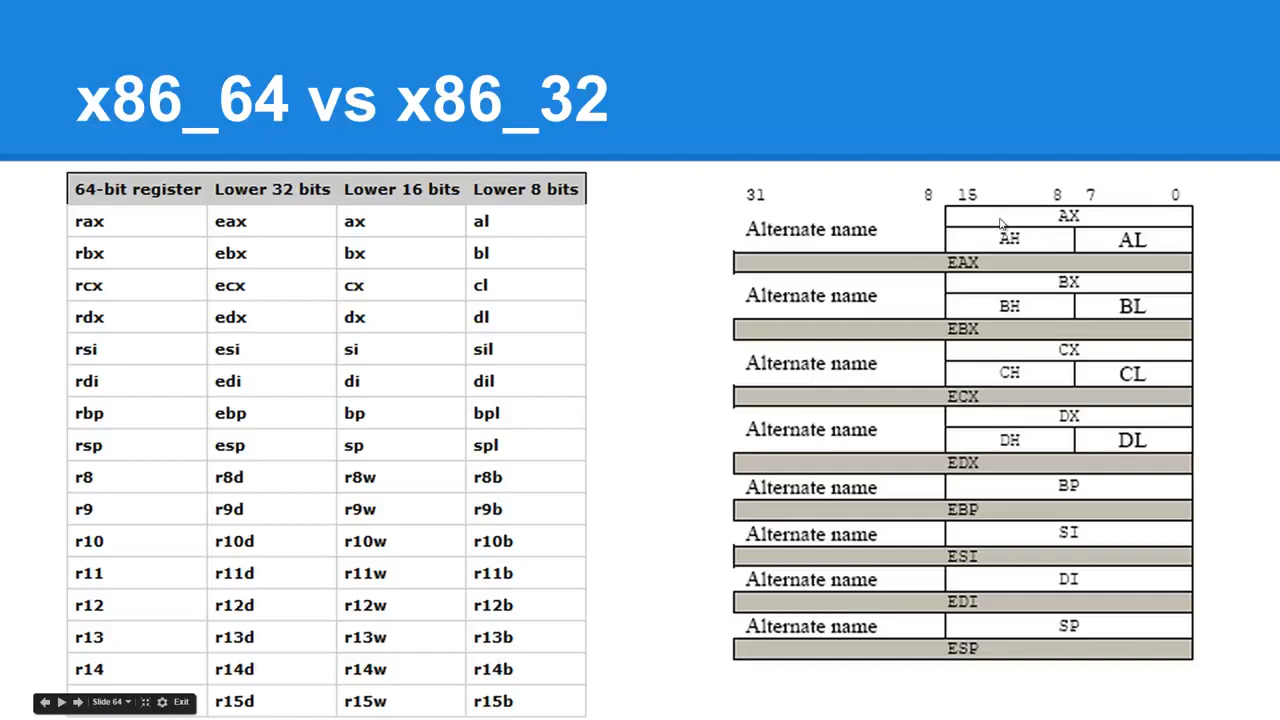 x86_64 vs x86_32
64-bit register Lower 32 bits Lower 16 bits Lower 8 bits
rax eax ax al
rbx ebx bx bl
rcx ecx cx cl
rdx edx dx dl
rsi esi si sil
rdi edi di dil
rbp ebp bp bpl
rsp esp sp spl
r8 r8d r8w r8b
r9 r9d r9w r9b
r10 r10d r10w r10b
r11 r11d r11w r11b
r12 r12d r12w r12b
r13 r13d r13w r13b
r14 r14d r14w r14b
r15d r15w r15b
31 8 15 8 7 0
AX
Alternate name
AH AL
EAX
BX
Alternate name
BH BL
EBX
CX
Alternate name
CH CL
ECX
DX
Alternate name
DH DL
EDX
Alternate name BP
EBP
Alternate name SI
ESI
Alternate name DI
EDI
Alternate name SP
ESP
Slide 64 Exit